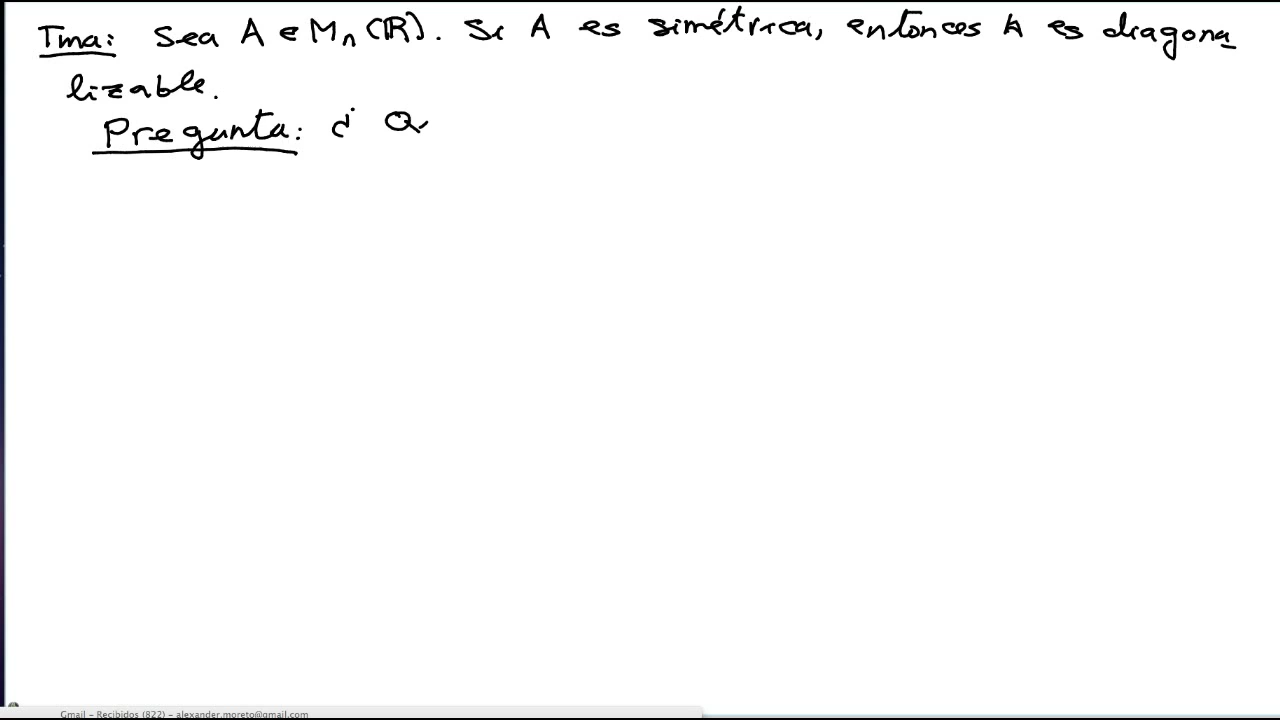 Tma: Sea A ∈ Mn(ℝ). Si A es simétrica, entonces A es diagona
lizable.
Pregunta: ¿ Q
Gmail – Recibidos (822) – alexander.moreto@gmail.com